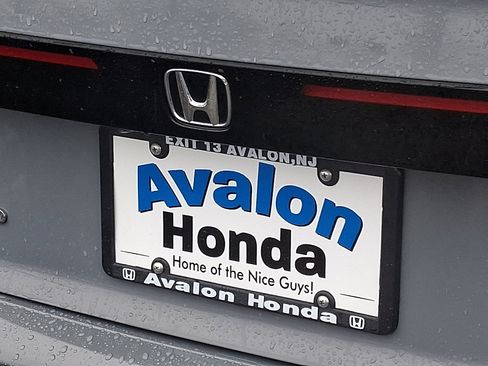 EXIT 13 AVALON, NJ
Avalon
Honda
Home of the Nice Guys!
Avalon Honda